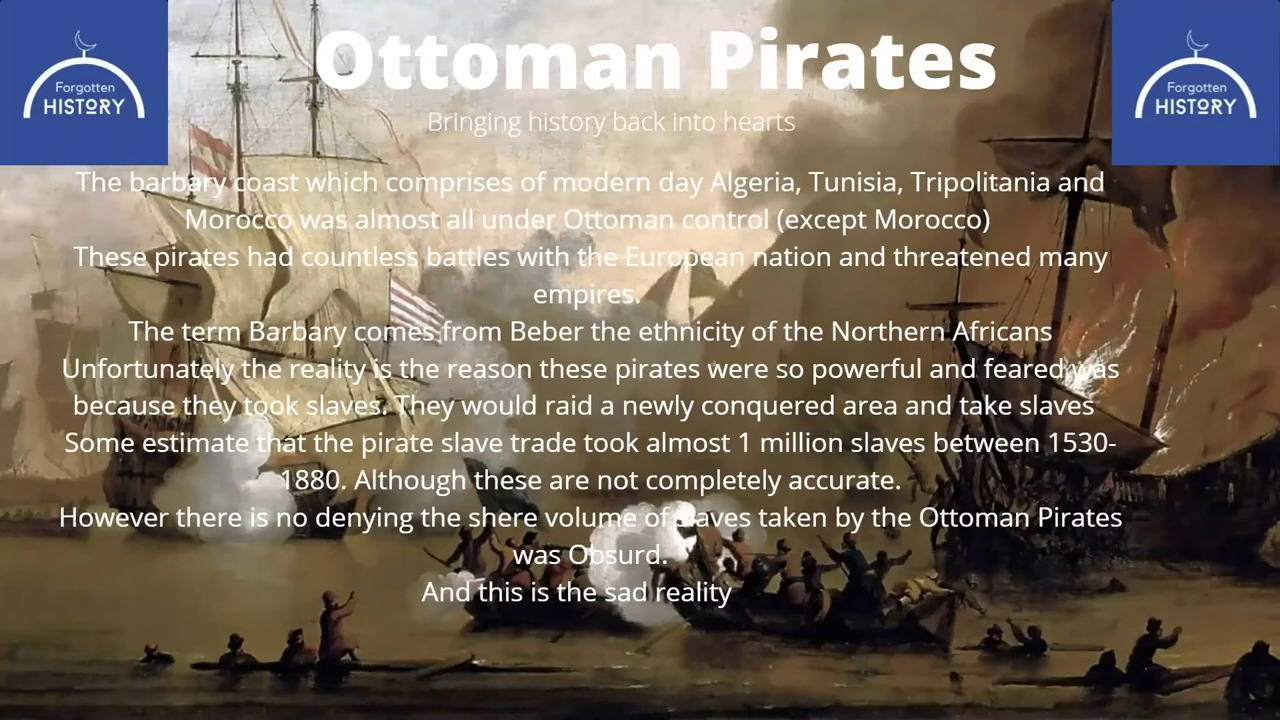 Forgotten
HISTORY
Ottoman Pirates
Forgotten
HISTORY
Bringing history back into hearts
The barbary coast which comprises of modern day Algeria, Tunisia, Tripolitania and
Morocco was almost all under Ottoman control (except Morocco)
These pirates had countless battles with the European nation and threatened many
empires.
The term Barbary comes from Beber the ethnicity of the Northern Africans
Unfortunately the reality is the reason these pirates were so powerful and feared was
because they took slaves. They would raid a newly conquered area and take slaves
Some estimate that the pirate slave trade took almost 1 million slaves between 1530-
1880. Although these are not completely accurate.
However there is no denying the shere volume of slaves taken by the Ottoman Pirates
was Obsurd.
And this is the sad reality